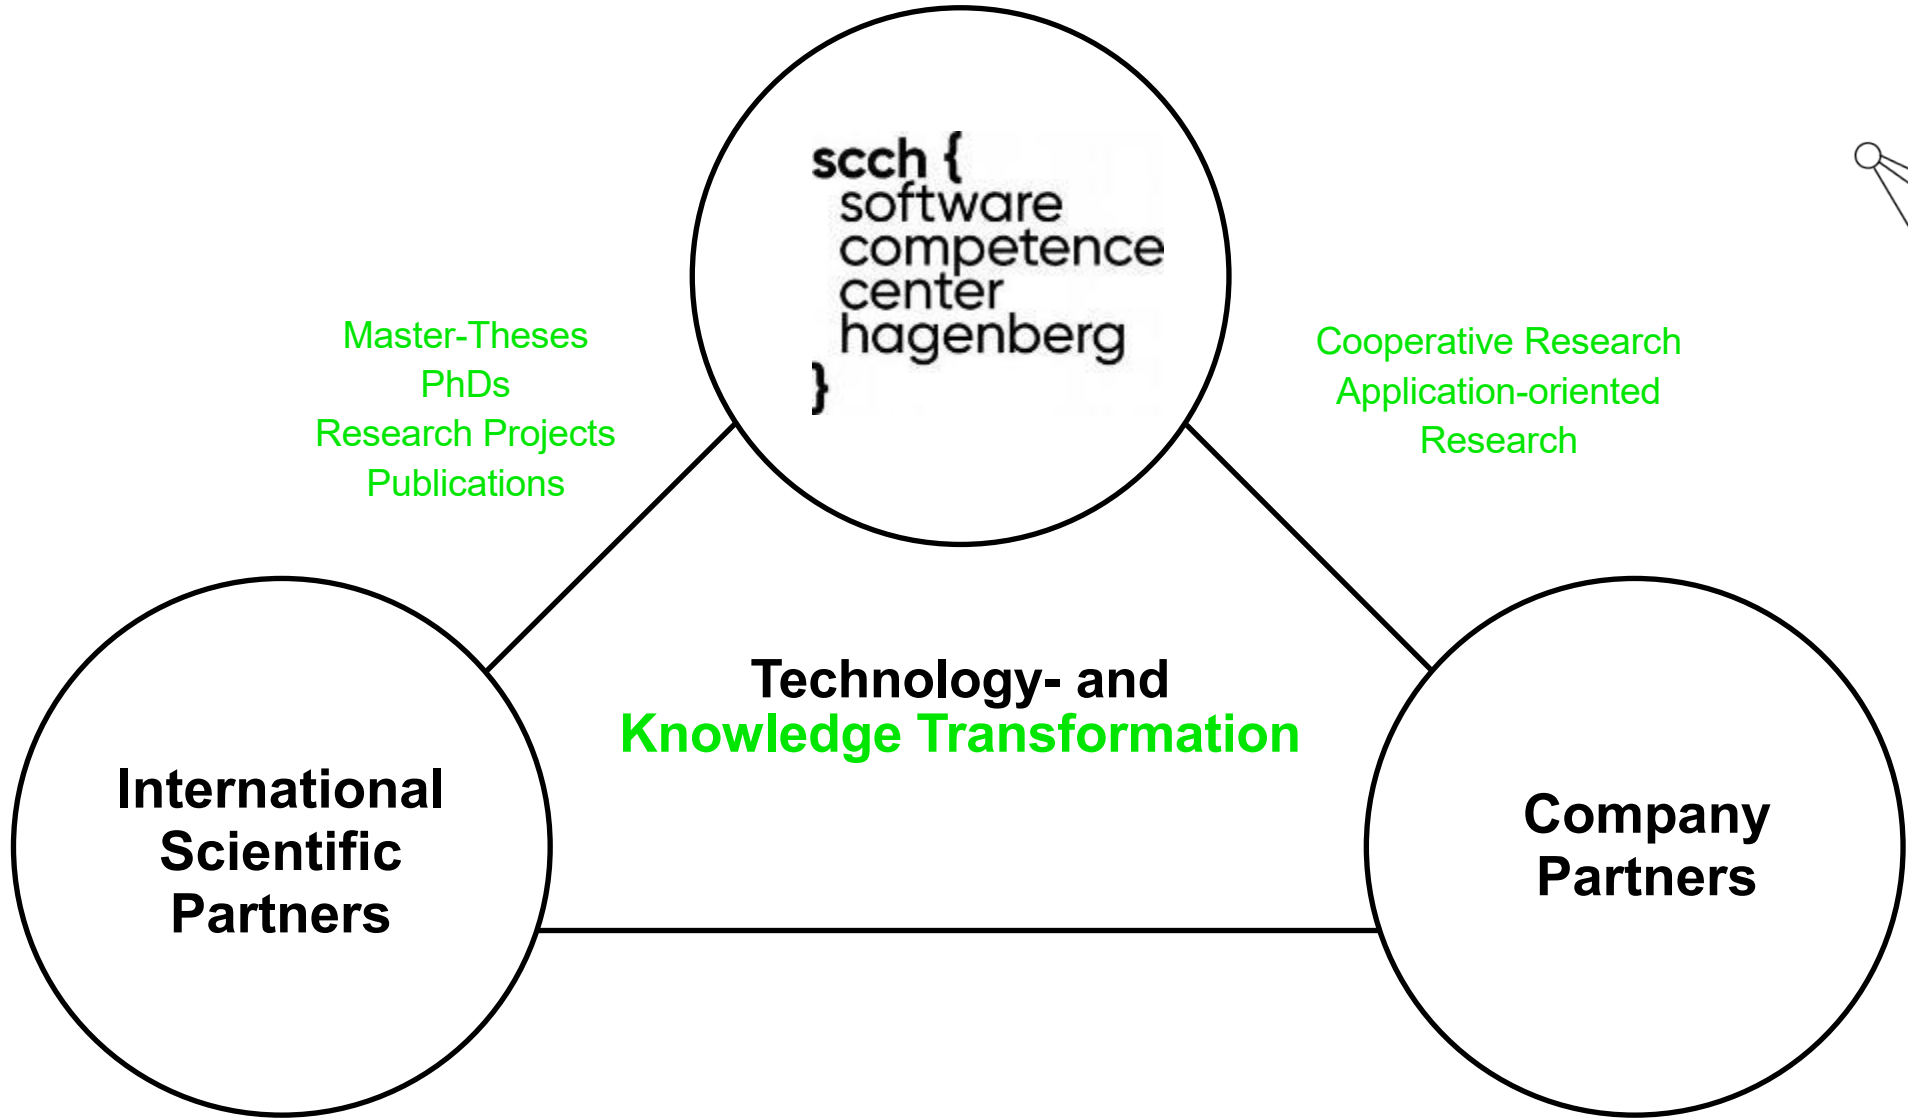 scch {
software
competence
center
hagenberg
}
Master-Theses
PhDs
Research Projects
Publications
Cooperative Research
Application-oriented
Research
Technology- and
Knowledge Transformation
International
Scientific
Partners
Company
Partners